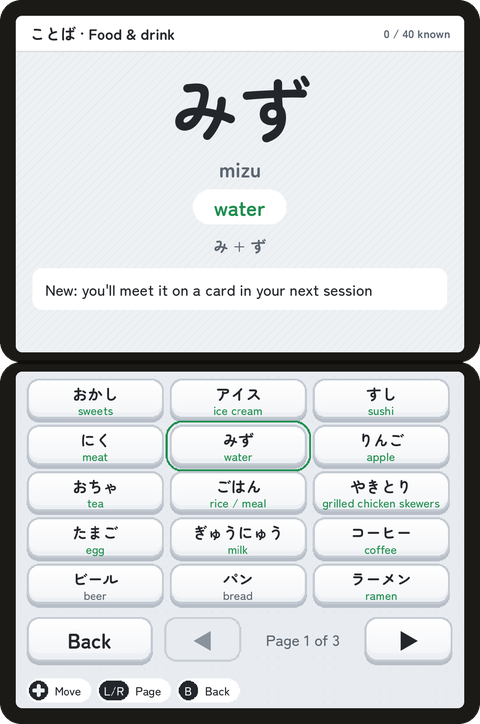 ことば · Food & drink
0 / 40 known
みず
mizu
water
み + ず
New: you'll meet it on a card in your next session
おかし
sweets
アイス
ice cream
すし
sushi
にく
meat
みず
water
りんご
apple
おちゃ
tea
ごはん
rice / meal
やきとり
grilled chicken skewers
たまご
egg
ぎゅうにゅう
milk
コーヒー
coffee
ビール
beer
パン
bread
ラーメン
ramen
Back
Page 1 of 3
Move
L/R Page
B Back